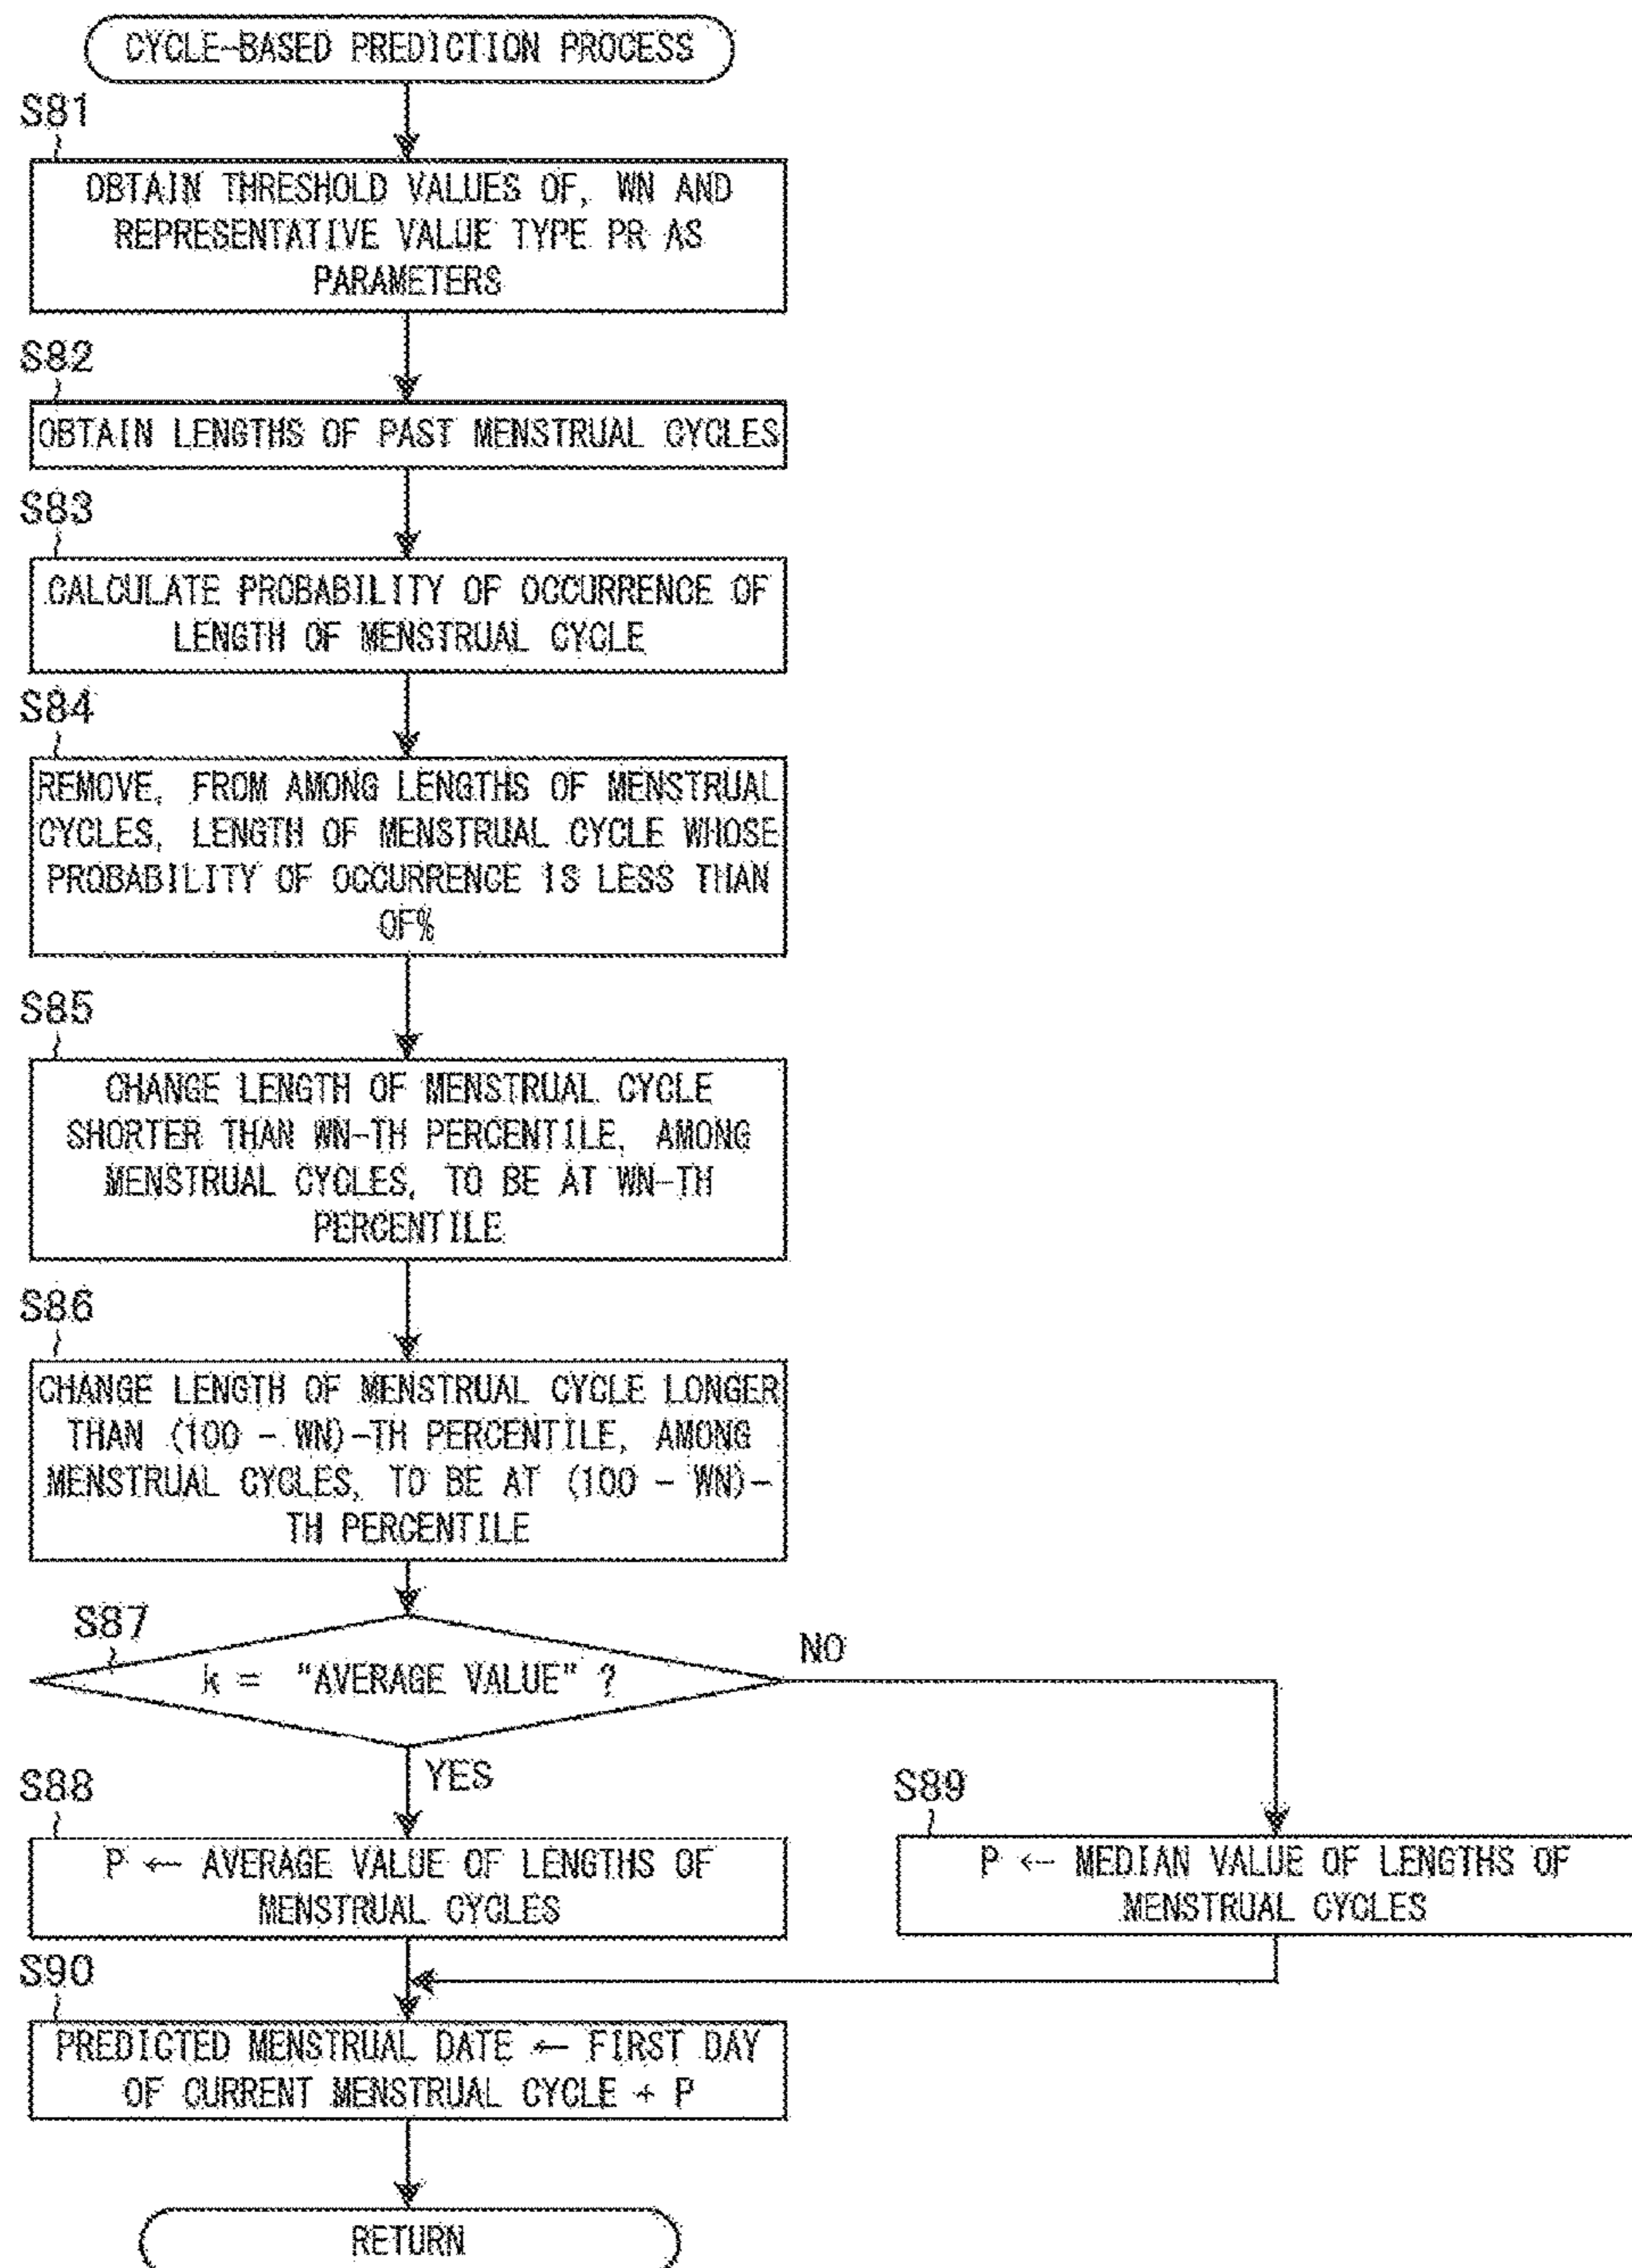 CYCLE-BASED PREDICTION PROCESS
S81
OBTAIN THRESHOLD VALUES OF, WN AND
REPRESENTATIVE VALUE TYPE PR AS
PARAMETERS
S82
OBTAIN LENGTHS OF PAST MENSTRUAL CYCLES
S83
CALCULATE PROBABILITY OF OCCURRENCE OF
LENGTH OF MENSTRUAL CYCLE
S84
REMOVE, FROM AMONG LENGTHS OF MENSTRUAL
CYCLES, LENGTH OF MENSTRUAL CYCLE WHOSE
PROBABILITY OF OCCURRENCE IS LESS THAN
OF%
S85
CHANGE LENGTH OF MENSTRUAL CYCLE
SHORTER THAN WN-TH PERCENTILE, AMONG
MENSTRUAL CYCLES, TO BE AT WN-TH
PERCENTILE
S86
CHANGE LENGTH OF MENSTRUAL CYCLE LONGER
THAN (100 - WN)-TH PERCENTILE, AMONG
MENSTRUAL CYCLES, TO BE AT (100 - WN)-
TH PERCENTILE
S87
k = "AVERAGE VALUE" ?
NO
YES
S88
P ← AVERAGE VALUE OF LENGTHS OF
MENSTRUAL CYCLES
S89
P ← MEDIAN VALUE OF LENGTHS OF
MENSTRUAL CYCLES
S90
PREDICTED MENSTRUAL DATE ← FIRST DAY
OF CURRENT MENSTRUAL CYCLE + P
RETURN